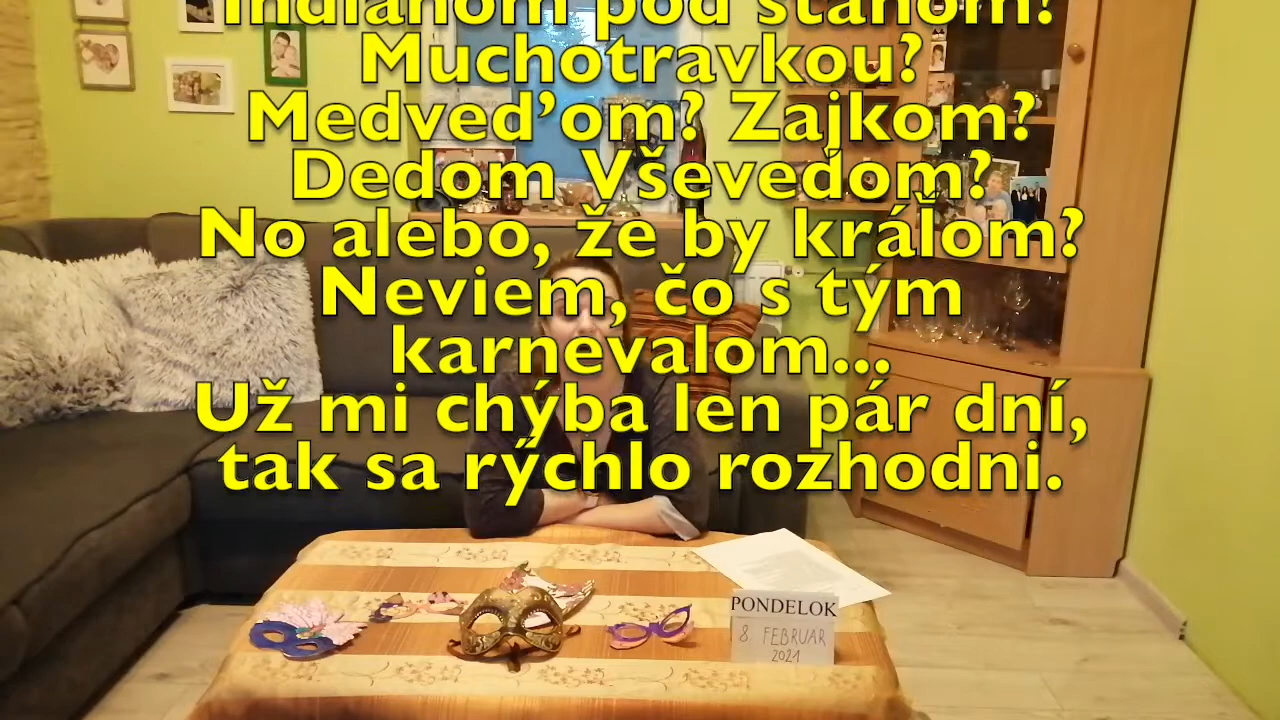 Indiánom pod stanom?
Muchotrávkou?
Medveďom? Zajkom?
Dedom Vševedom?
No alebo, že by kráľom?
Neviem, čo s tým
karnevalom...
Už mi chýba len pár dní,
tak sa rýchlo rozhodni.
PONDELOK
8 FEBRUAR
2021